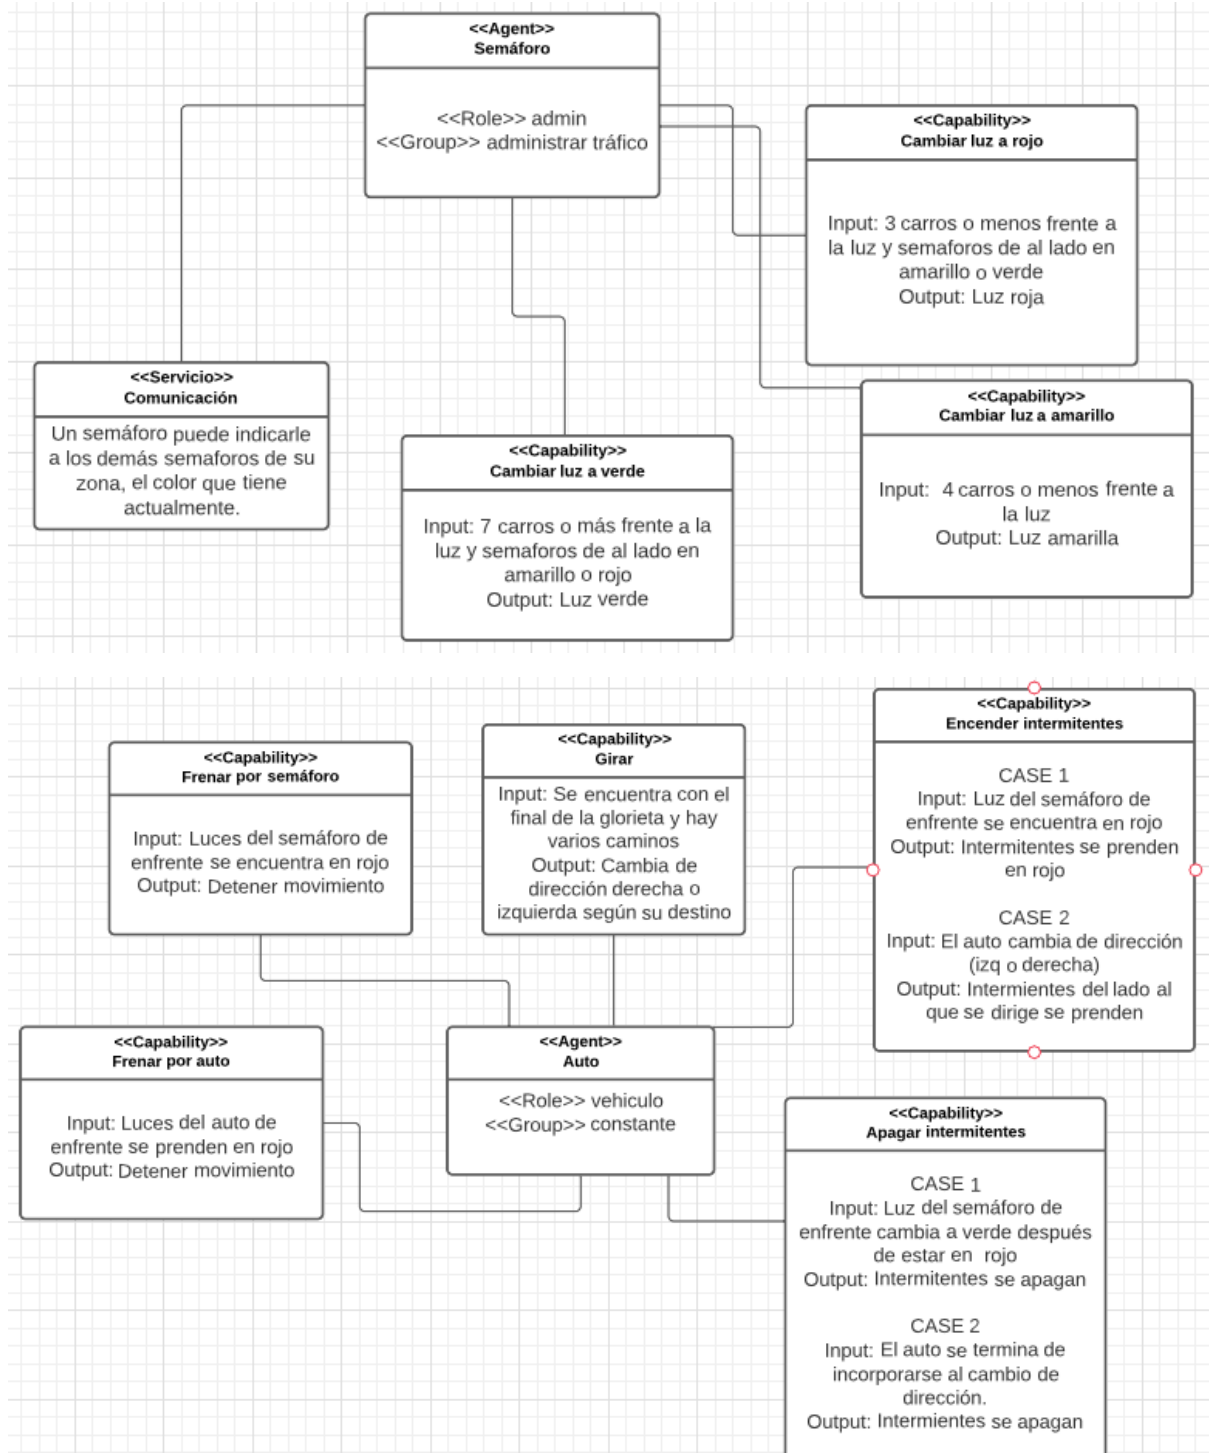 <<Agent>>
Semáforo
<<Role>> admin
<<Group>> administrar tráfico
<<Capability>>
Cambiar luz a rojo
Input: 3 carros o menos frente a
la luz y semaforos de al lado en
amarillo o verde
Output: Luz roja
<<Servicio>>
Comunicación
Un semáforo puede indicarle
a los demás semaforos de su
zona, el color que tiene
actualmente.
<<Capability>>
Cambiar luz a verde
Input: 7 carros o más frente a la
luz y semaforos de al lado en
amarillo o rojo
Output: Luz verde
<<Capability>>
Cambiar luz a amarillo
Input: 4 carros o menos frente a
la luz
Output: Luz amarilla
<<Capability>>
Frenar por semáforo
Input: Luces del semáforo de
enfrente se encuentra en rojo
Output: Detener movimiento
<<Capability>>
Girar
Input: Se encuentra con el
final de la glorieta y hay
varios caminos
Output: Cambia de
dirección derecha o
izquierda según su destino
<<Capability>>
Encender intermitentes
CASE 1
Input: Luz del semáforo de
enfrente se encuentra en rojo
Output: Intermitentes se prenden
en rojo
CASE 2
Input: El auto cambia de dirección
(izq o derecha)
Output: Intermientes del lado al
que se dirige se prenden
<<Capability>>
Frenar por auto
Input: Luces del auto de
enfrente se prenden en rojo
Output: Detener movimiento
<<Agent>>
Auto
<<Role>> vehiculo
<<Group>> constante
<<Capability>>
Apagar intermitentes
CASE 1
Input: Luz del semáforo de
enfrente cambia a verde después
de estar en rojo
Output: Intermitentes se apagan
CASE 2
Input: El auto se termina de
incorporarse al cambio de
dirección.
Output: Intermientes se apagan